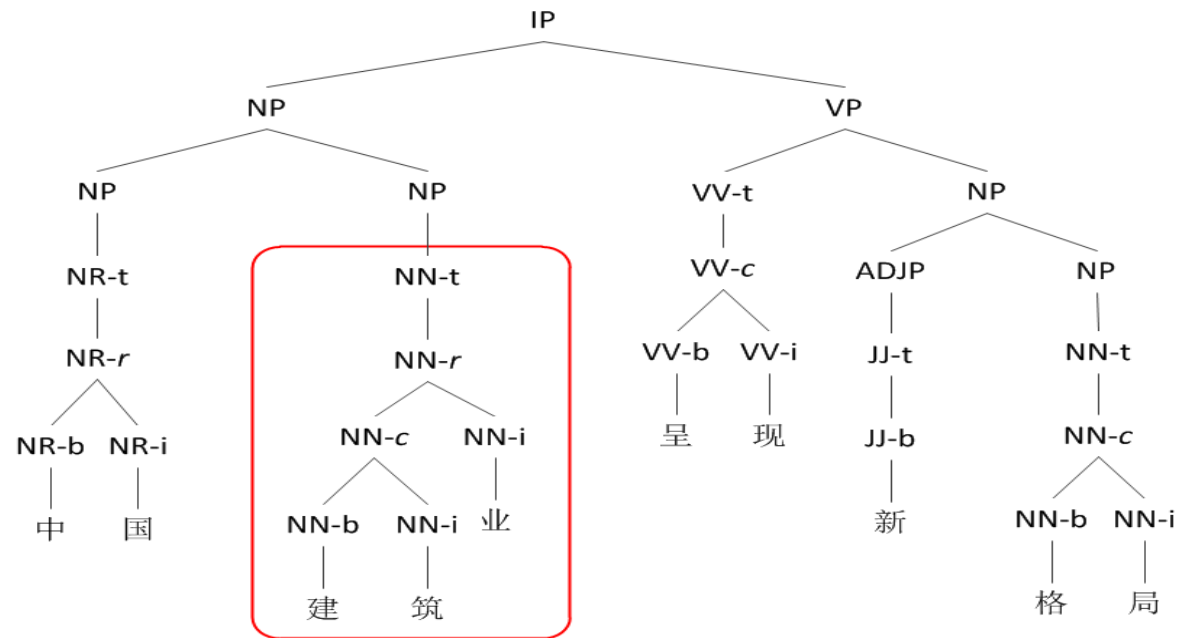 IP
NP VP
NP NP VV-t NP
NR-t NN-t VV-c ADJP NP
NR-r NN-r VV-b VV-i JJ-t NN-t
NR-b NR-i NN-c NN-i 呈 现 JJ-b NN-c
中 国 NN-b NN-i 业 新 NN-b NN-i
建 筑 格 局